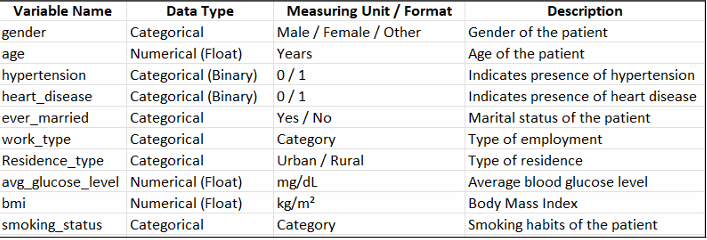 Variable Name Data Type Measuring Unit / Format Description
gender Categorical Male / Female / Other Gender of the patient
age Numerical (Float) Years Age of the patient
hypertension Categorical (Binary) 0 / 1 Indicates presence of hypertension
heart_disease Categorical (Binary) 0 / 1 Indicates presence of heart disease
ever_married Categorical Yes / No Marital status of the patient
work_type Categorical Category Type of employment
Residence_type Categorical Urban / Rural Type of residence
avg_glucose_level Numerical (Float) mg/dL Average blood glucose level
bmi Numerical (Float) kg/m² Body Mass Index
smoking_status Categorical Category Smoking habits of the patient